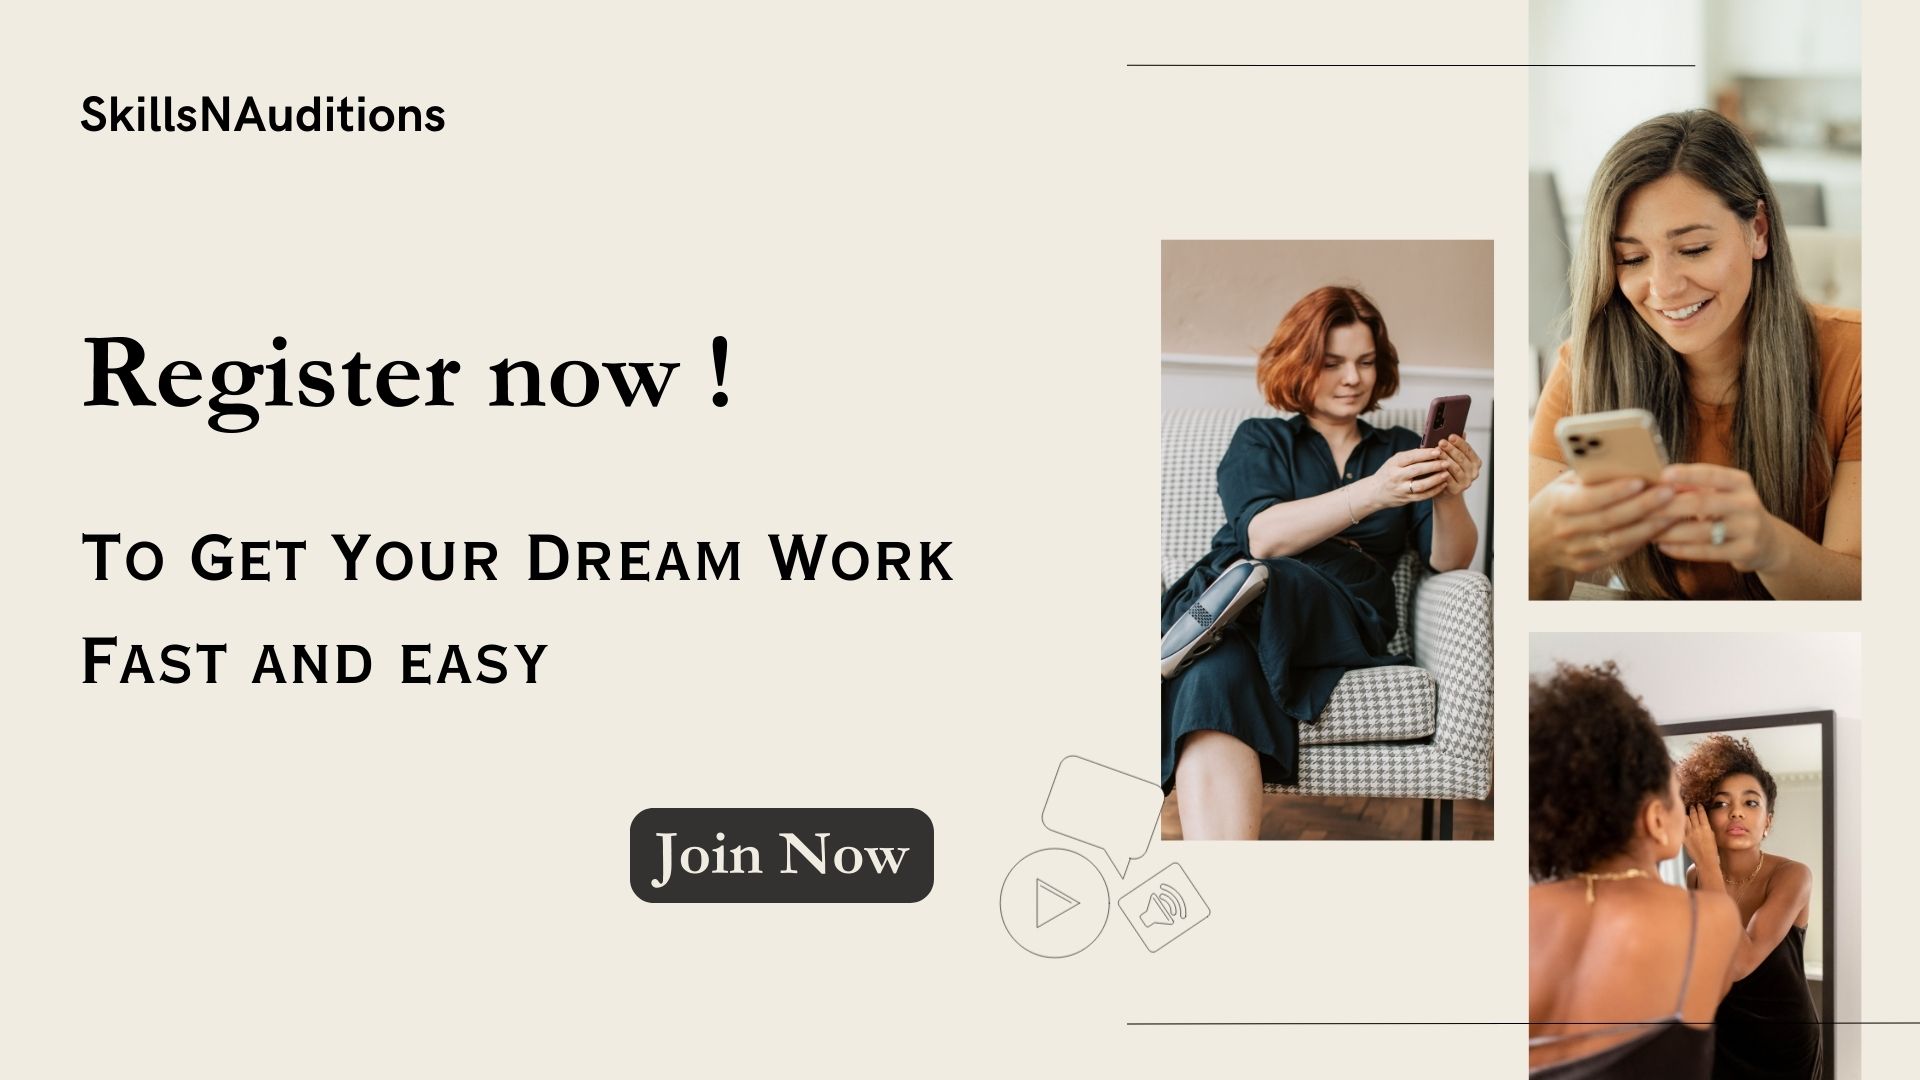 SkillsNAuditions
Register now !
To Get Your Dream Work
Fast and easy
Join Now